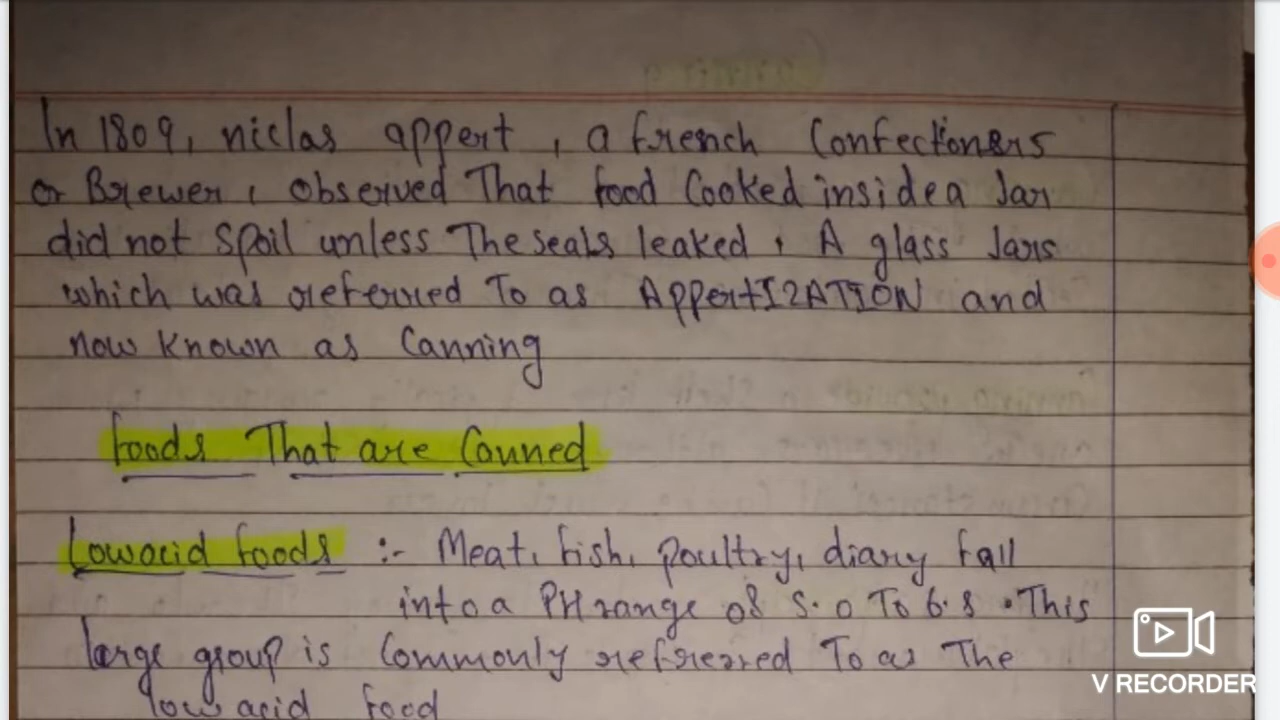 In 1809, niclas appert, a french Confectioners
or Brewer, observed That food Cooked inside a Jar
did not spoil unless The seals leaked. A glass Jars
which was referred To as AppertIZATION and
now known as Canning
foods That are Canned
Lowacid foods :- Meat, fish, poultry, diary fall
into a PH range of 5.0 To 6.8. This
large group is Commonly referred To as The
low acid food
V RECORDER